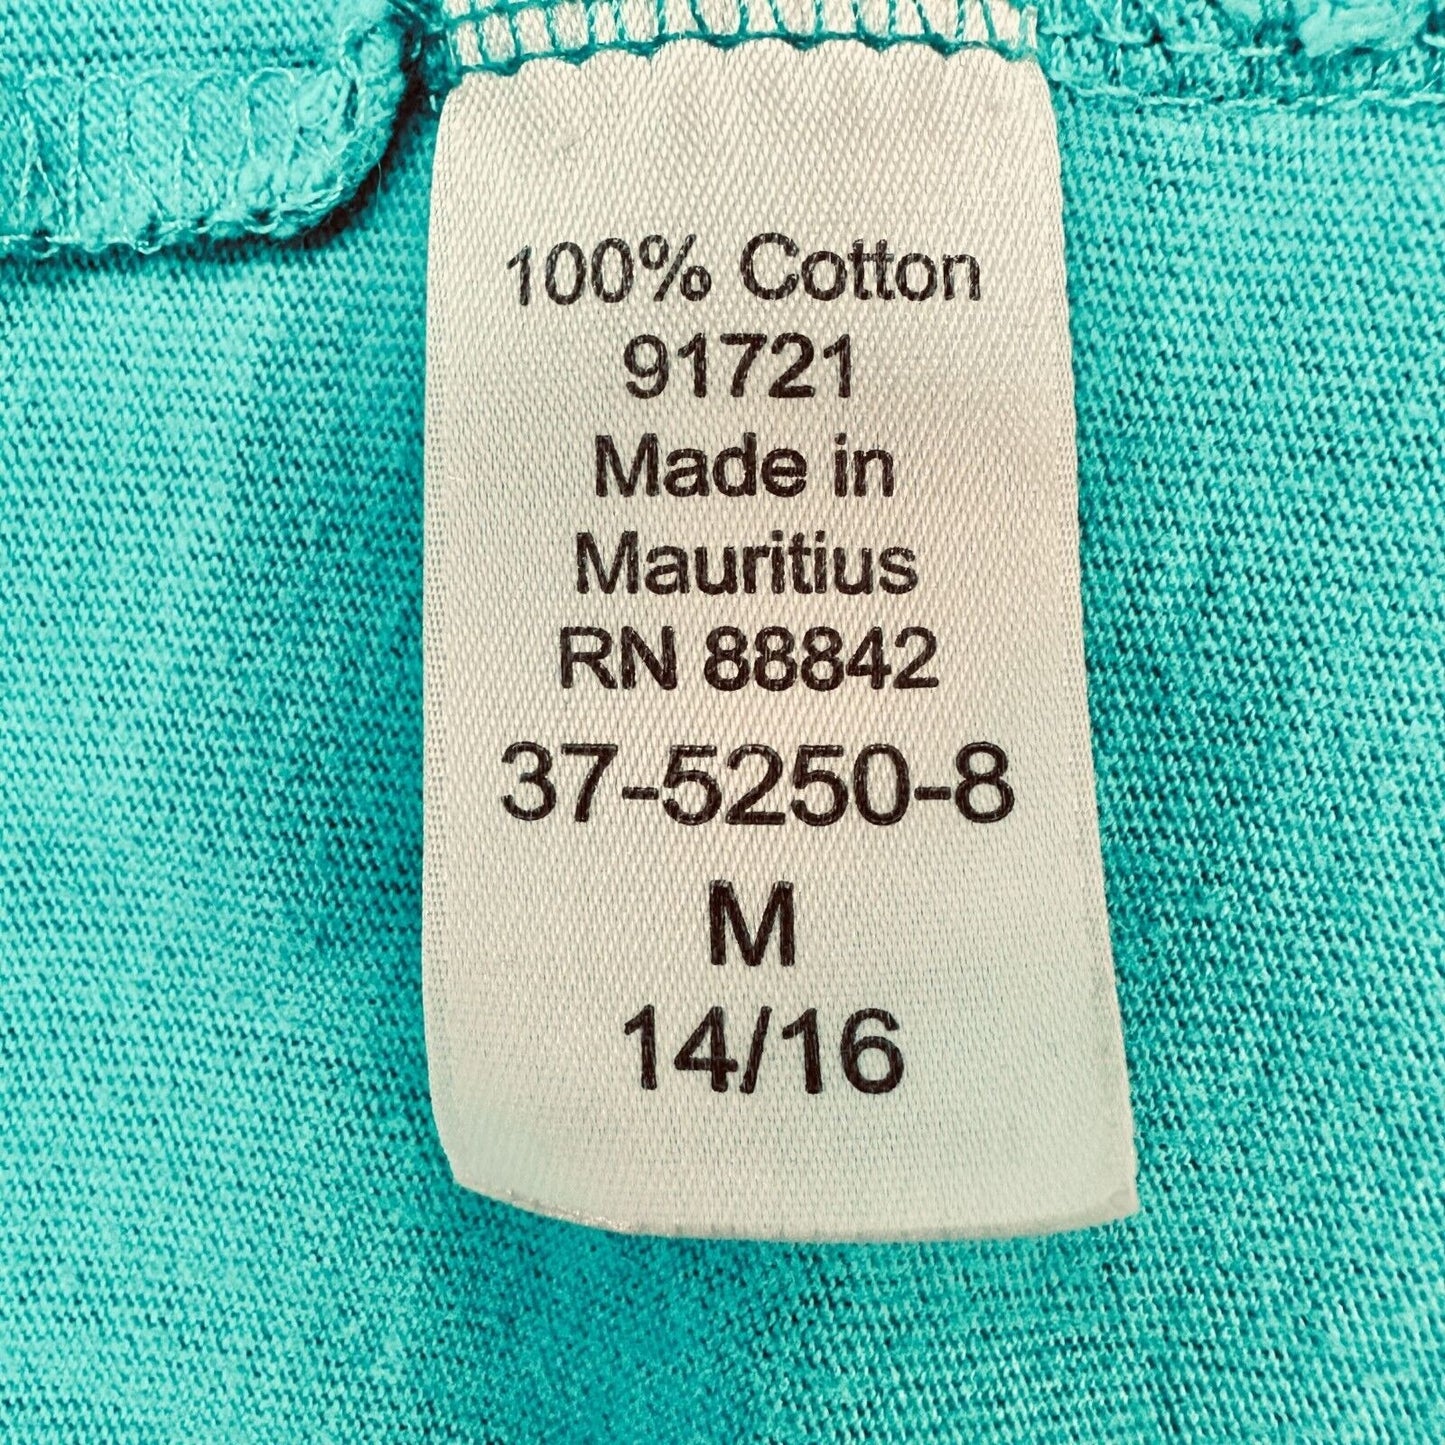 100% Cotton
91721
Made in
Mauritius
RN 88842
37-5250-8
M
14/16